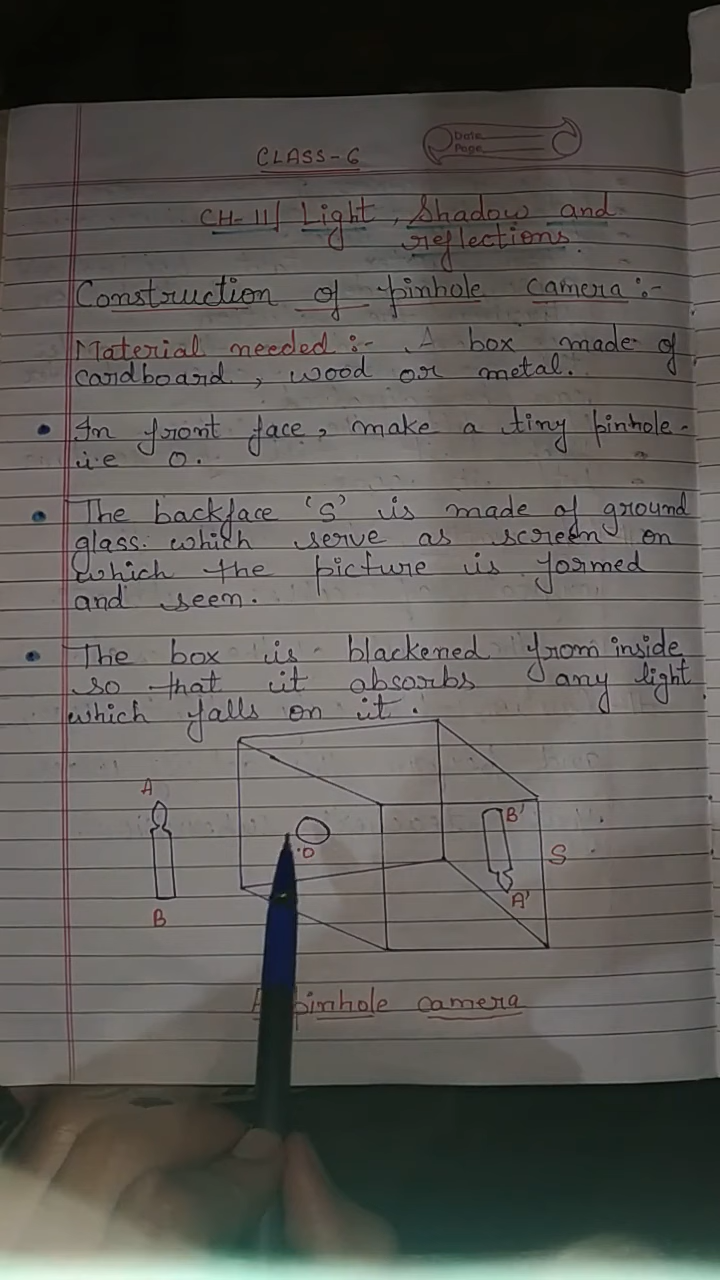 CLASS-6
Date
Page
CH-11/ Light, Shadow and
reflections.
Construction of pinhole camera:-
Material needed:- A box made of
cardboard, wood or metal.
• In front face, make a tiny pinhole-
i.e O.
• The backface 'S' is made of ground
glass. which serve as screen on
which the picture is formed
and seen.
• The box is blackened from inside
so that it absorbs any light
which falls on it.
A
B'
O
S
A'
B
pinhole camera